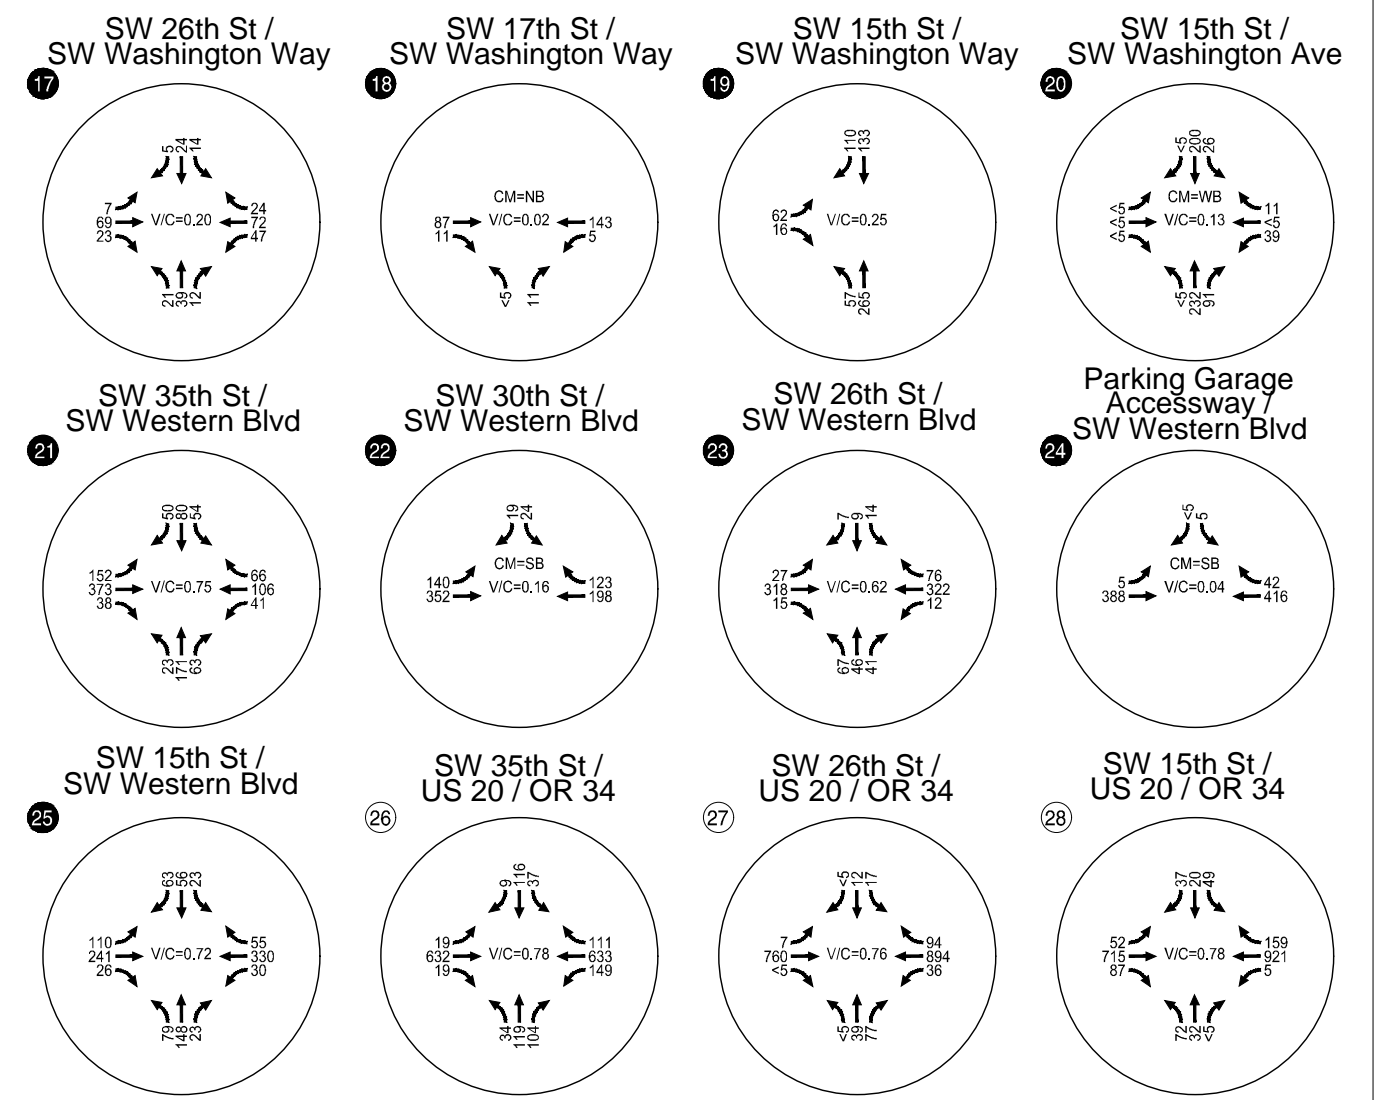 SW 26th St /
SW Washington Way
17
5 24 14
7
69
23
V/C=0.20
24
72
47
21 39 12
SW 17th St /
SW Washington Way
18
CM=NB
87
11
V/C=0.02
143
5
<5 11
SW 15th St /
SW Washington Way
19
110 133
62
16
V/C=0.25
57 265
SW 15th St /
SW Washington Ave
20
<5 200 26
CM=WB
<5
<5
<5
V/C=0.13
11
<5
39
<5 232 91
SW 35th St /
SW Western Blvd
21
50 80 54
152
373
38
V/C=0.75
66
106
41
23 171 63
SW 30th St /
SW Western Blvd
22
19 24
CM=SB
140
352
V/C=0.16
123
198
SW 26th St /
SW Western Blvd
23
7 9 14
27
318
15
V/C=0.62
76
322
12
67 46 41
Parking Garage
Accessway /
SW Western Blvd
24
<5 5
CM=SB
5
388
V/C=0.04
42
416
SW 15th St /
SW Western Blvd
25
63 56 23
110
241
26
V/C=0.72
55
330
30
79 148 23
SW 35th St /
US 20 / OR 34
26
9 116 37
19
632
19
V/C=0.78
111
633
149
34 119 104
SW 26th St /
US 20 / OR 34
27
<5 12 17
7
760
<5
V/C=0.76
94
894
36
<5 39 77
SW 15th St /
US 20 / OR 34
28
37 20 49
52
715
87
V/C=0.78
159
921
5
72 32 <5